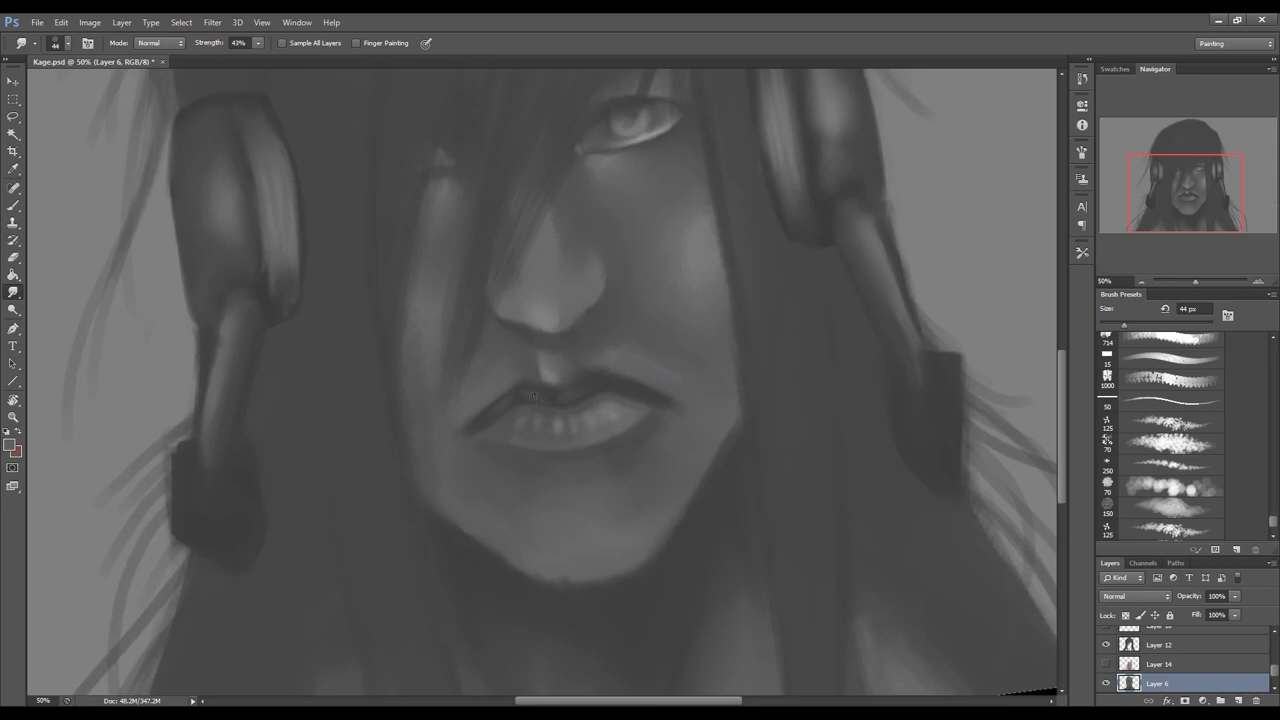 Ps File Edit Image Layer Type Select Filter 3D View Window Help
44 Mode: Normal Strength: 43% Sample All Layers Finger Painting Painting
Kage.psd @ 50% (Layer 6, RGB/8) * ×
Swatches Navigator
50%
Brush Presets
Size: 44 px
714
15
1000
50
125
70
250
70
150
125
Layers Channels Paths
Kind
Normal Opacity: 100%
Lock: Fill: 100%
Layer 12
Layer 14
Layer 6
50% Doc: 48.2M/347.2M